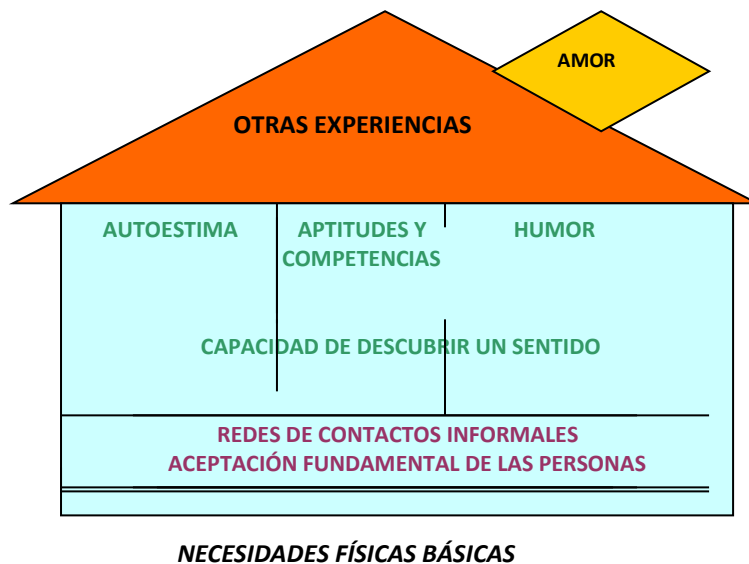 AMOR
OTRAS EXPERIENCIAS
AUTOESTIMA
APTITUDES Y
COMPETENCIAS
HUMOR
CAPACIDAD DE DESCUBRIR UN SENTIDO
REDES DE CONTACTOS INFORMALES
ACEPTACIÓN FUNDAMENTAL DE LAS PERSONAS
NECESIDADES FÍSICAS BÁSICAS